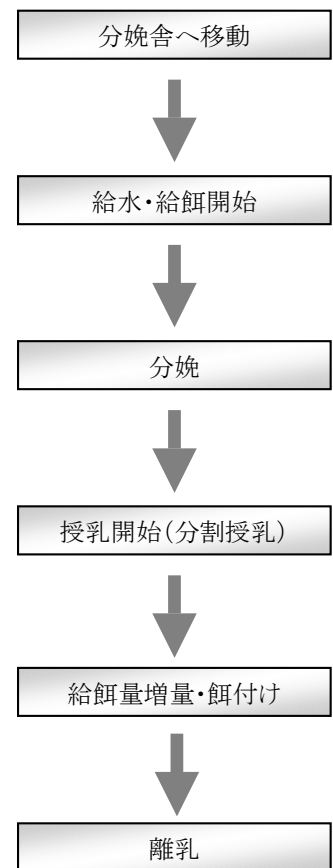 分娩舎へ移動
給水・給餌開始
分娩
授乳開始(分割授乳)
給餌量増量・餌付け
離乳